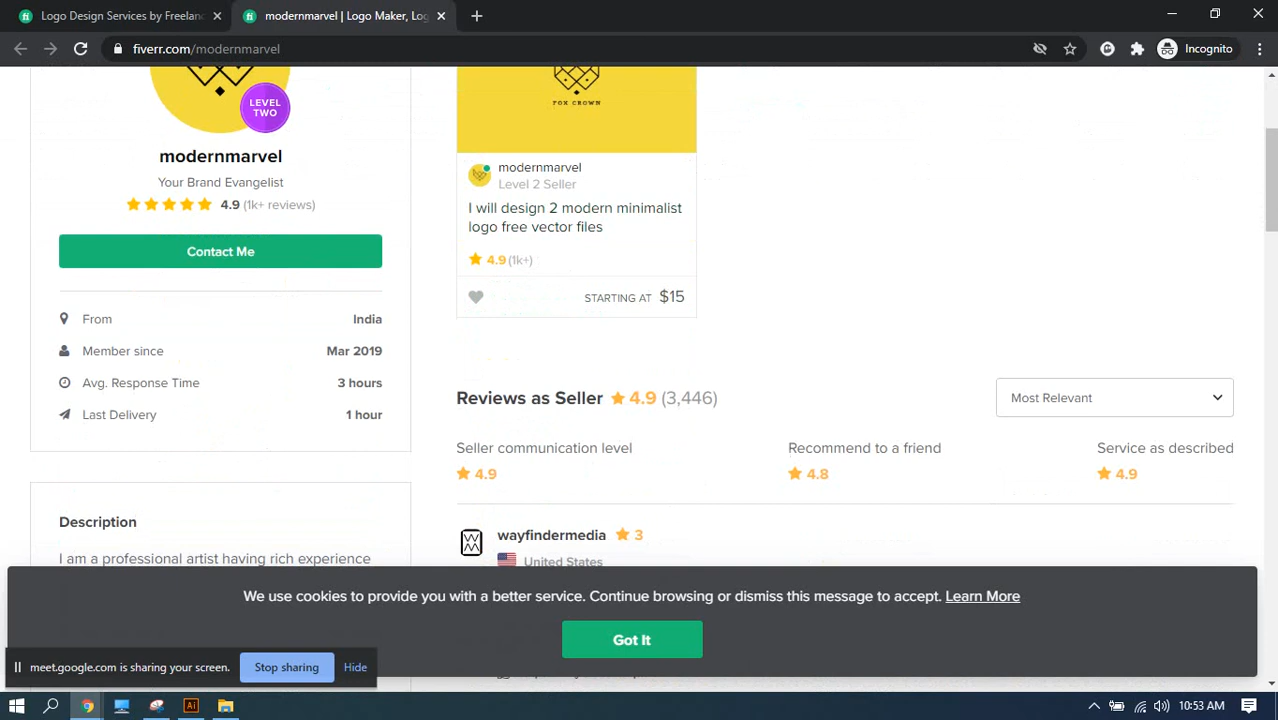 Logo Design Services by Freelanc
modernmarvel | Logo Maker, Log
fiverr.com/modernmarvel
Incognito
LEVEL
TWO
modernmarvel
Your Brand Evangelist
4.9 (1k+ reviews)
Contact Me
From India
Member since Mar 2019
Avg. Response Time 3 hours
Last Delivery 1 hour
Description
I am a professional artist having rich experience
FOX CROWN
modernmarvel
Level 2 Seller
I will design 2 modern minimalist
logo free vector files
4.9 (1k+)
STARTING AT $15
Reviews as Seller 4.9 (3,446)
Most Relevant
Seller communication level
4.9
Recommend to a friend
4.8
Service as described
4.9
wayfindermedia 3
United States
We use cookies to provide you with a better service. Continue browsing or dismiss this message to accept. Learn More
Got It
meet.google.com is sharing your screen. Stop sharing Hide
Ai
10:53 AM